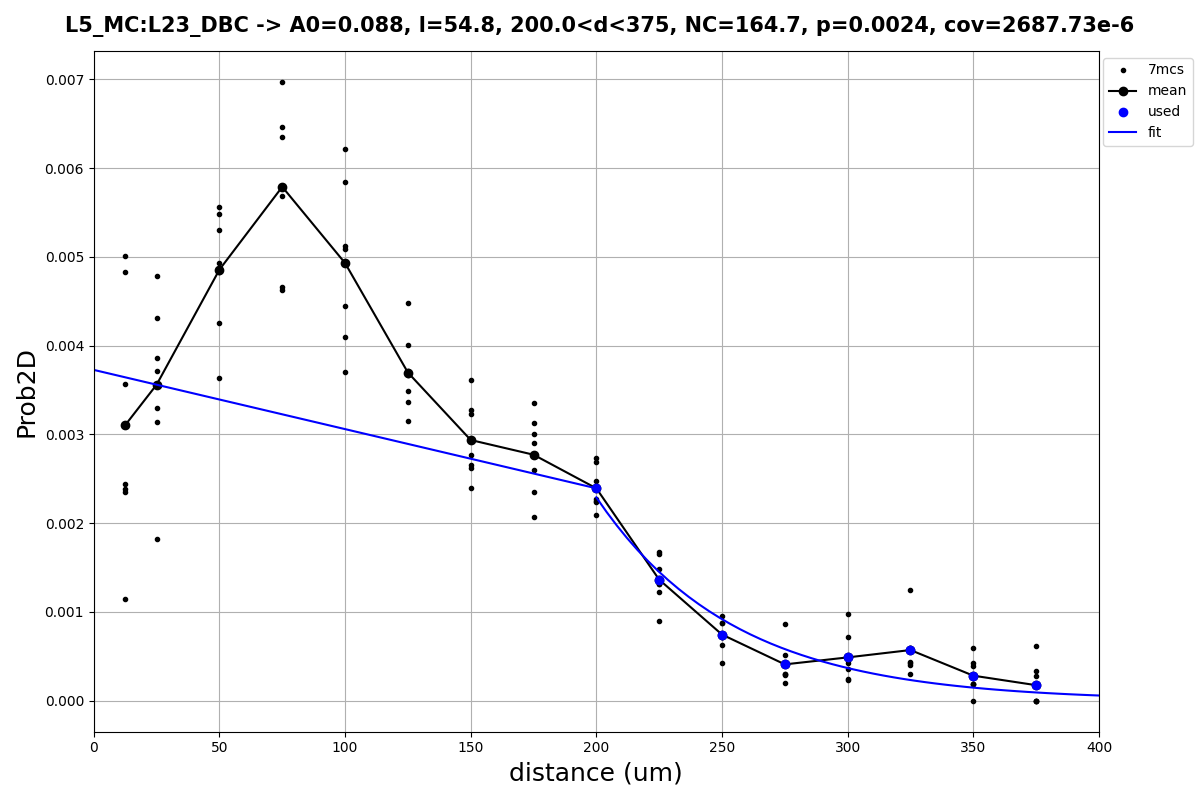 L5_MC:L23_DBC -> A0=0.088, l=54.8, 200.0<d<375, NC=164.7, p=0.0024, cov=2687.73e-6
7mcs
mean
used
fit
0.007
0.006
0.005
0.004
0.003
0.002
0.001
0.000
Prob2D
0 50 100 150 200 250 300 350 400
distance (um)